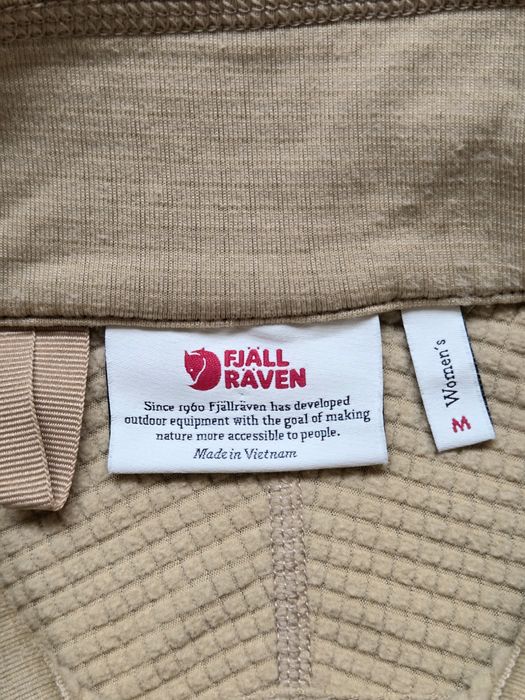 FJÄLL
RÄVEN
Since 1960 Fjällräven has developed
outdoor equipment with the goal of making
nature more accessible to people.
Made in Vietnam
Women's
M